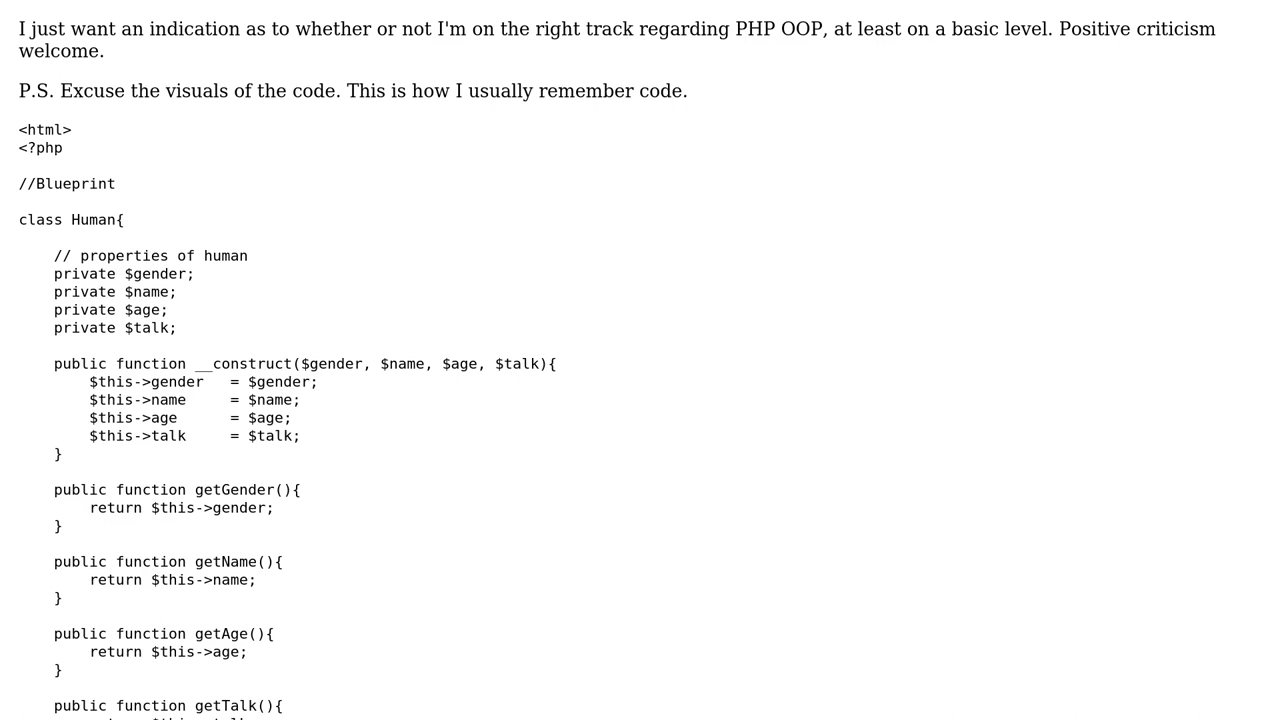 I just want an indication as to whether or not I'm on the right track regarding PHP OOP, at least on a basic level. Positive criticism
welcome.
P.S. Excuse the visuals of the code. This is how I usually remember code.
<html>
<?php
//Blueprint
class Human{
    // properties of human
    private $gender;
    private $name;
    private $age;
    private $talk;
    public function __construct($gender, $name, $age, $talk){
        $this->gender   = $gender;
        $this->name     = $name;
        $this->age      = $age;
        $this->talk     = $talk;
    }
    public function getGender(){
        return $this->gender;
    }
    public function getName(){
        return $this->name;
    }
    public function getAge(){
        return $this->age;
    }
    public function getTalk(){